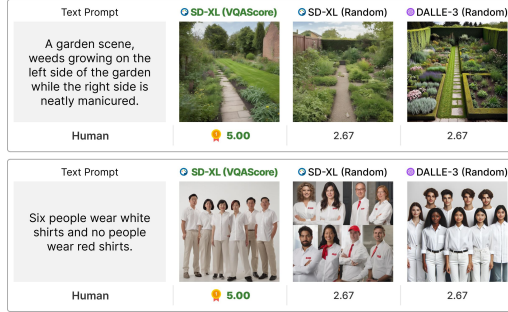 Text Prompt
SD-XL (VQAScore)
SD-XL (Random)
DALLE-3 (Random)
A garden scene,
weeds growing on the
left side of the garden
while the right side is
neatly manicured.
Human
5.00
2.67
2.67
Text Prompt
SD-XL (VQAScore)
SD-XL (Random)
DALLE-3 (Random)
Six people wear white
shirts and no people
wear red shirts.
Human
5.00
2.67
2.67